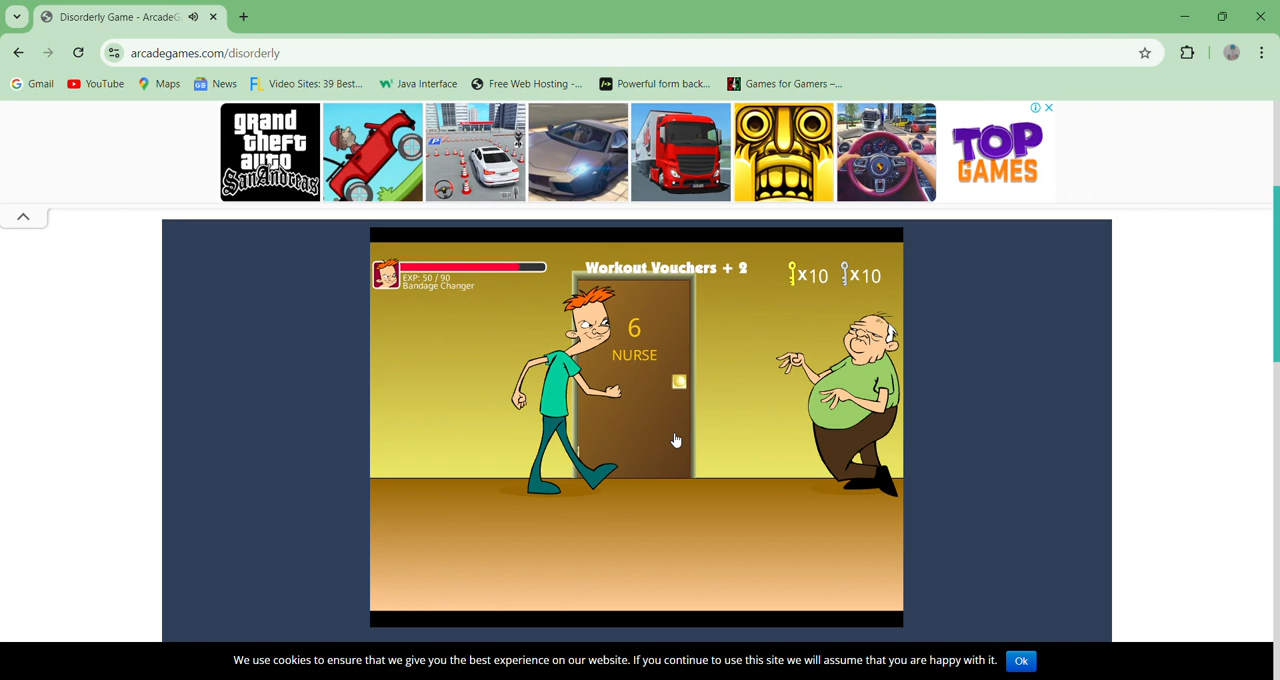 Disorderly Game - ArcadeG
arcadegames.com/disorderly
Gmail YouTube Maps News Video Sites: 39 Best... Java Interface Free Web Hosting -... Powerful form back... Games for Gamers –...
grand
theft
auto
San Andreas
TOP
GAMES
EXP: 50 / 90
Bandage Changer
Workout Vouchers + 2
x10 x10
6
NURSE
We use cookies to ensure that we give you the best experience on our website. If you continue to use this site we will assume that you are happy with it. Ok